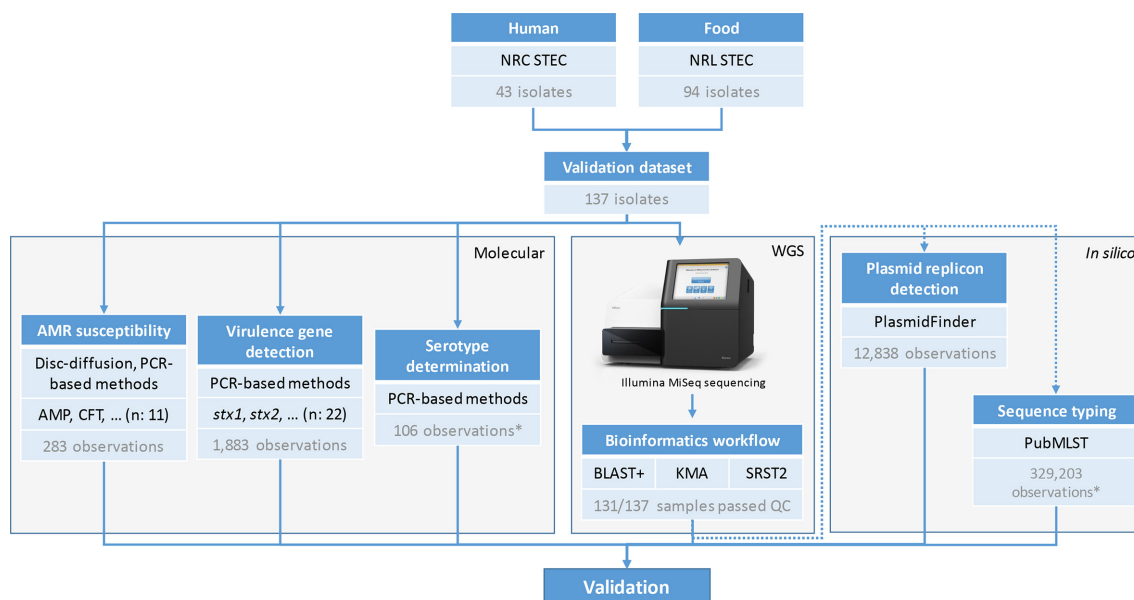 Human
NRC STEC
43 isolates
Food
NRL STEC
94 isolates
Validation dataset
137 isolates
Molecular
AMR susceptibility
Disc-diffusion, PCR-
based methods
AMP, CFT, ... (n: 11)
283 observations
Virulence gene
detection
PCR-based methods
stx1, stx2, ... (n: 22)
1,883 observations
Serotype
determination
PCR-based methods
106 observations*
WGS
Illumina MiSeq sequencing
Bioinformatics workflow
BLAST+ KMA SRST2
131/137 samples passed QC
In silico
Plasmid replicon
detection
PlasmidFinder
12,838 observations
Sequence typing
PubMLST
329,203
observations*
Validation